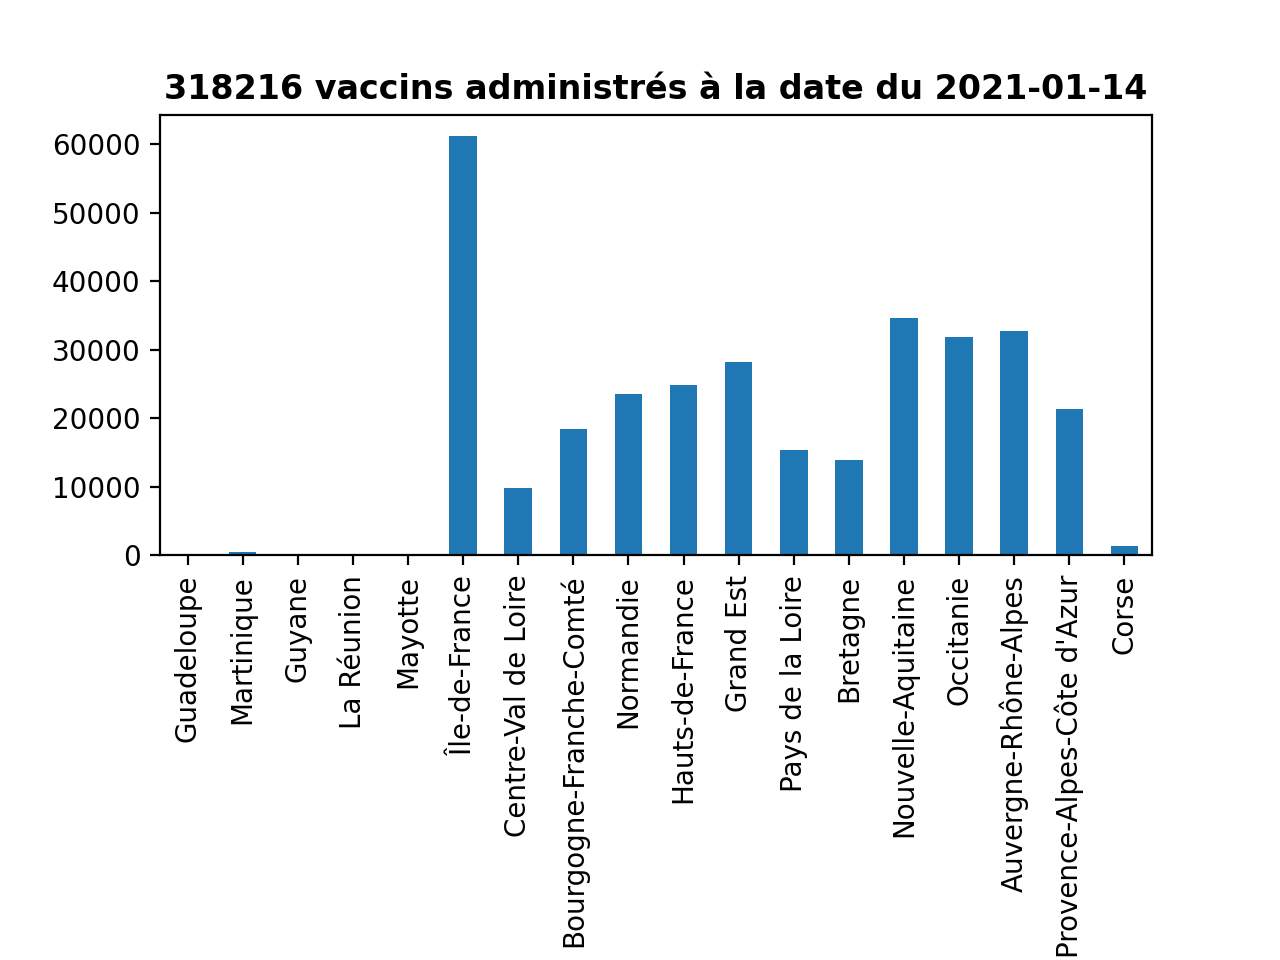 318216 vaccins administrés à la date du 2021-01-14
60000
50000
40000
30000
20000
10000
0
Guadeloupe
Martinique
Guyane
La Réunion
Mayotte
Île-de-France
Centre-Val de Loire
Bourgogne-Franche-Comté
Normandie
Hauts-de-France
Grand Est
Pays de la Loire
Bretagne
Nouvelle-Aquitaine
Occitanie
Auvergne-Rhône-Alpes
Provence-Alpes-Côte d'Azur
Corse